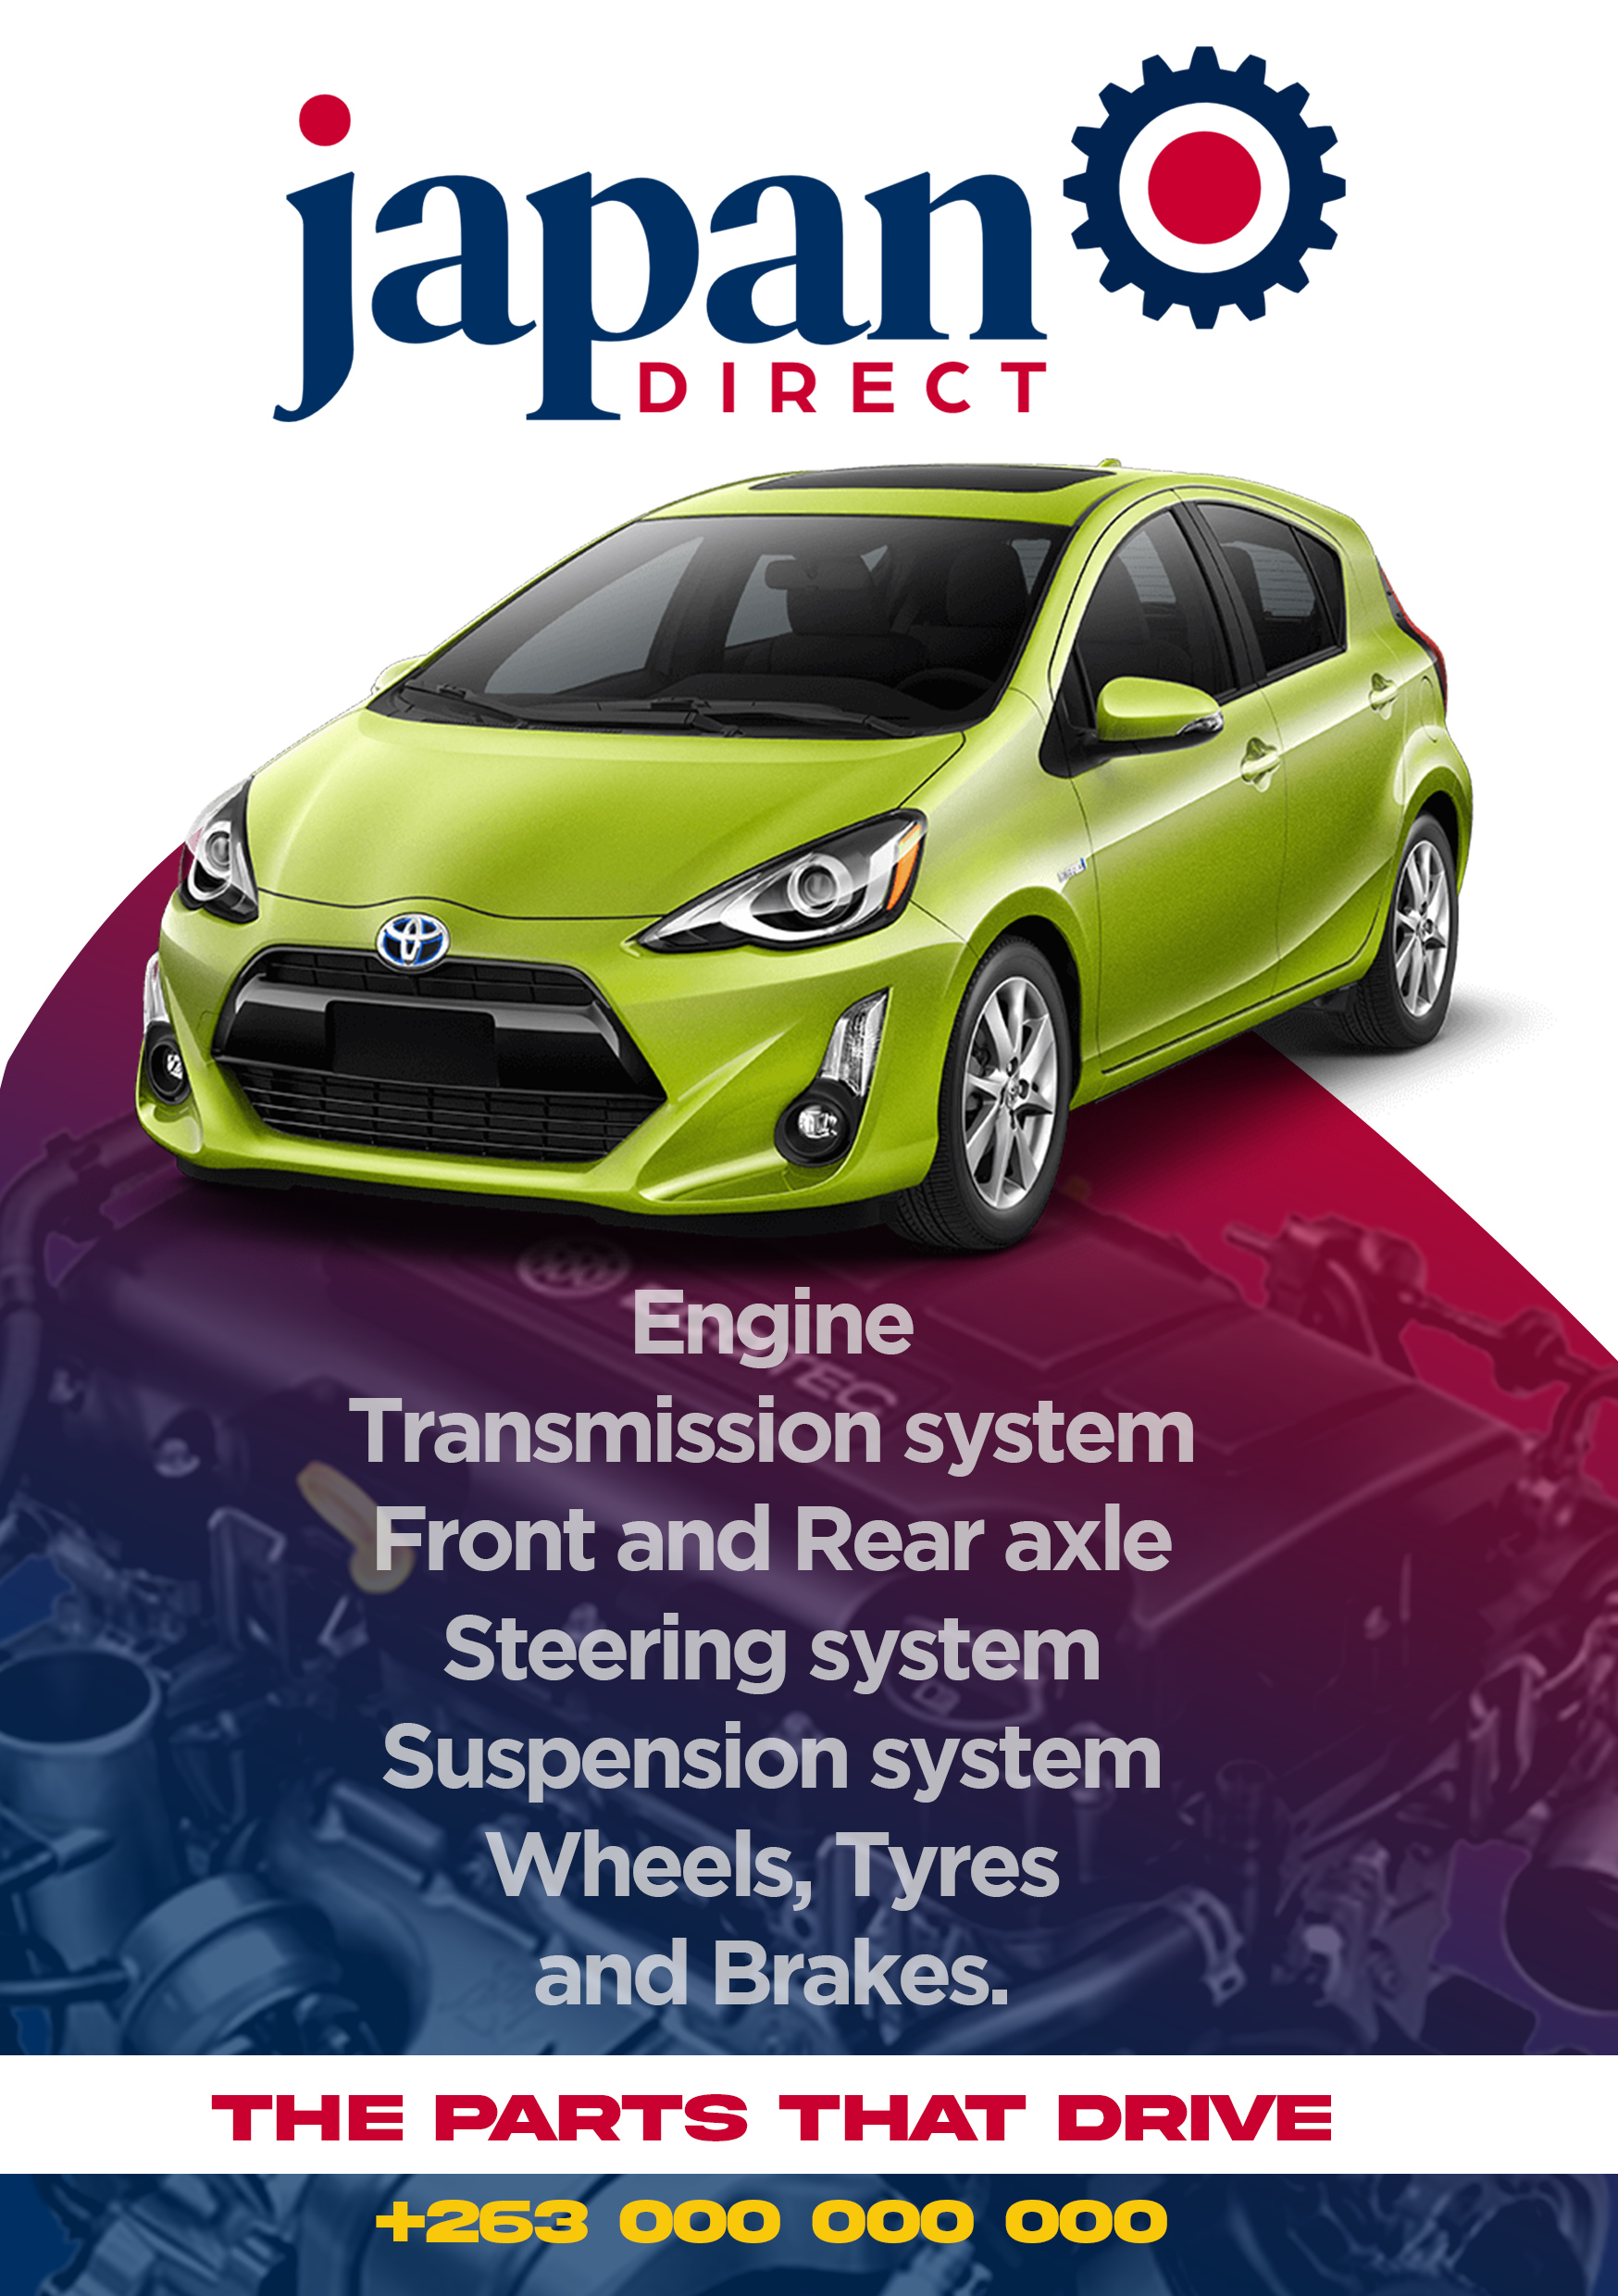 japan
DIRECT
Engine
Transmission system
Front and Rear axle
Steering system
Suspension system
Wheels, Tyres
and Brakes.
THE PARTS THAT DRIVE
+263 000 000 000